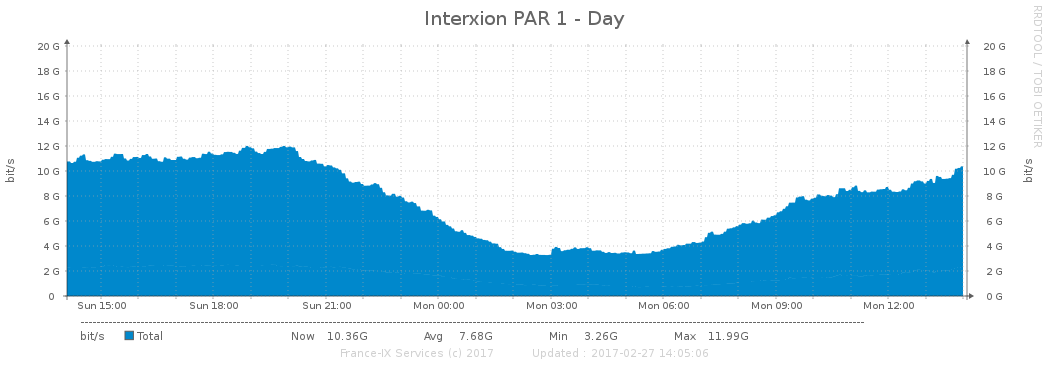 Interxion PAR 1 - Day
RRDTOOL / TOBI OETIKER
20 G 20 G
18 G 18 G
16 G 16 G
14 G 14 G
12 G 12 G
10 G 10 G
8 G 8 G
6 G 6 G
4 G 4 G
2 G 2 G
0 0 G
bit/s bit/s
Sun 15:00 Sun 18:00 Sun 21:00 Mon 00:00 Mon 03:00 Mon 06:00 Mon 09:00 Mon 12:00
bit/s Total Now 10.36G Avg 7.68G Min 3.26G Max 11.99G
France-IX Services (c) 2017 Updated : 2017-02-27 14:05:06